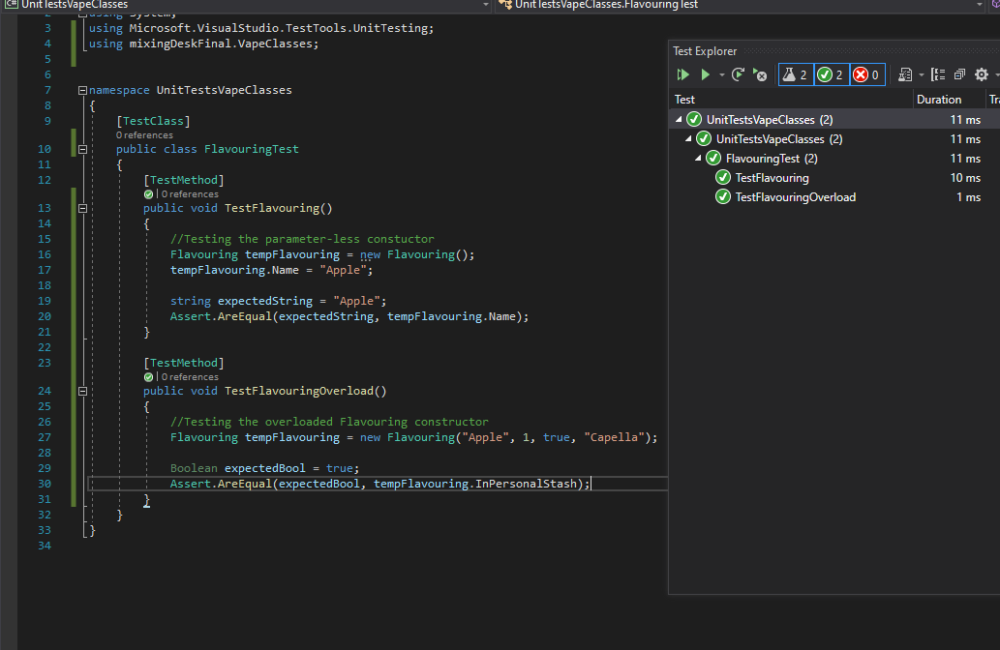 UnitTestsVapeClasses
UnitTestsVapeClasses.FlavouringTest
2 using System;
3 using Microsoft.VisualStudio.TestTools.UnitTesting;
4 using mixingDeskFinal.VapeClasses;
5
6
7 namespace UnitTestsVapeClasses
8 {
9 [TestClass]
0 references
10 public class FlavouringTest
11 {
12 [TestMethod]
| 0 references
13 public void TestFlavouring()
14 {
15 //Testing the parameter-less constuctor
16 Flavouring tempFlavouring = new Flavouring();
17 tempFlavouring.Name = "Apple";
18
19 string expectedString = "Apple";
20 Assert.AreEqual(expectedString, tempFlavouring.Name);
21 }
22
23 [TestMethod]
| 0 references
24 public void TestFlavouringOverload()
25 {
26 //Testing the overloaded Flavouring constructor
27 Flavouring tempFlavouring = new Flavouring("Apple", 1, true, "Capella");
28
29 Boolean expectedBool = true;
30 Assert.AreEqual(expectedBool, tempFlavouring.InPersonalStash);
31 }
32 }
33 }
34
Test Explorer
2 2 0
Test Duration Tr
UnitTestsVapeClasses (2) 11 ms
UnitTestsVapeClasses (2) 11 ms
FlavouringTest (2) 11 ms
TestFlavouring 10 ms
TestFlavouringOverload 1 ms